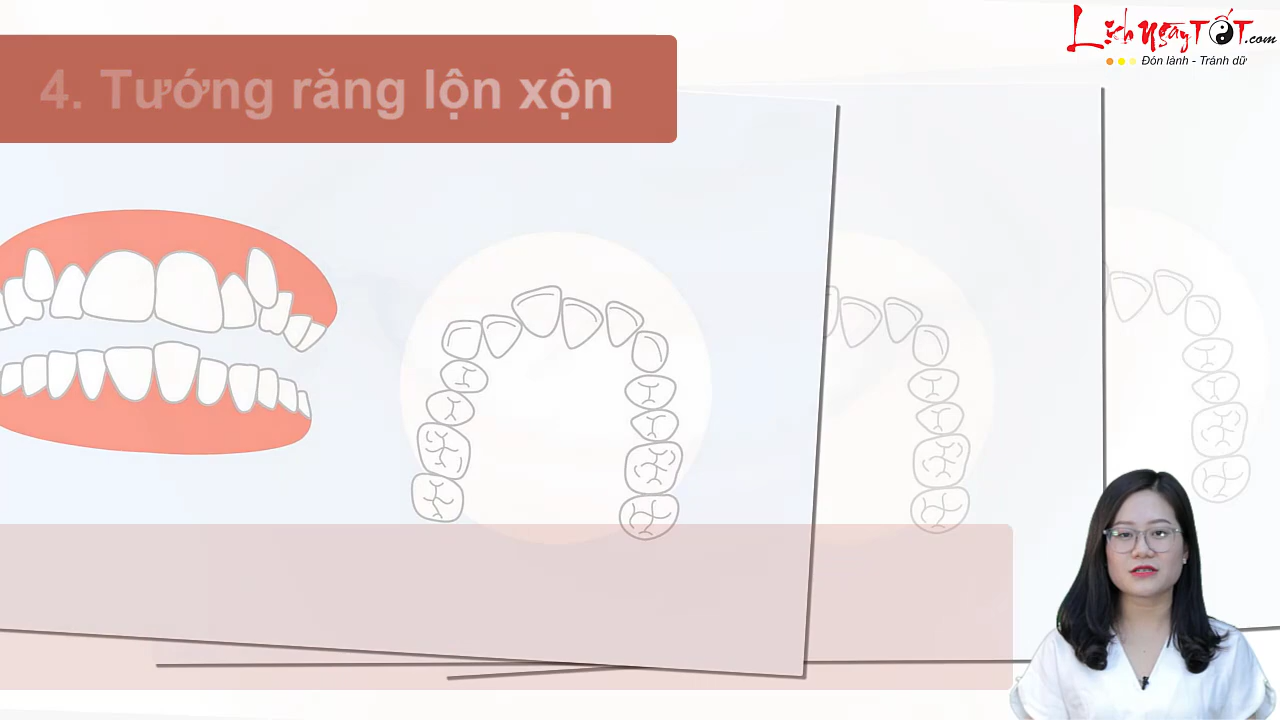 LịchNgàyTỐT.com
Đón lành - Tránh dữ
4. Tướng răng lộn xộn